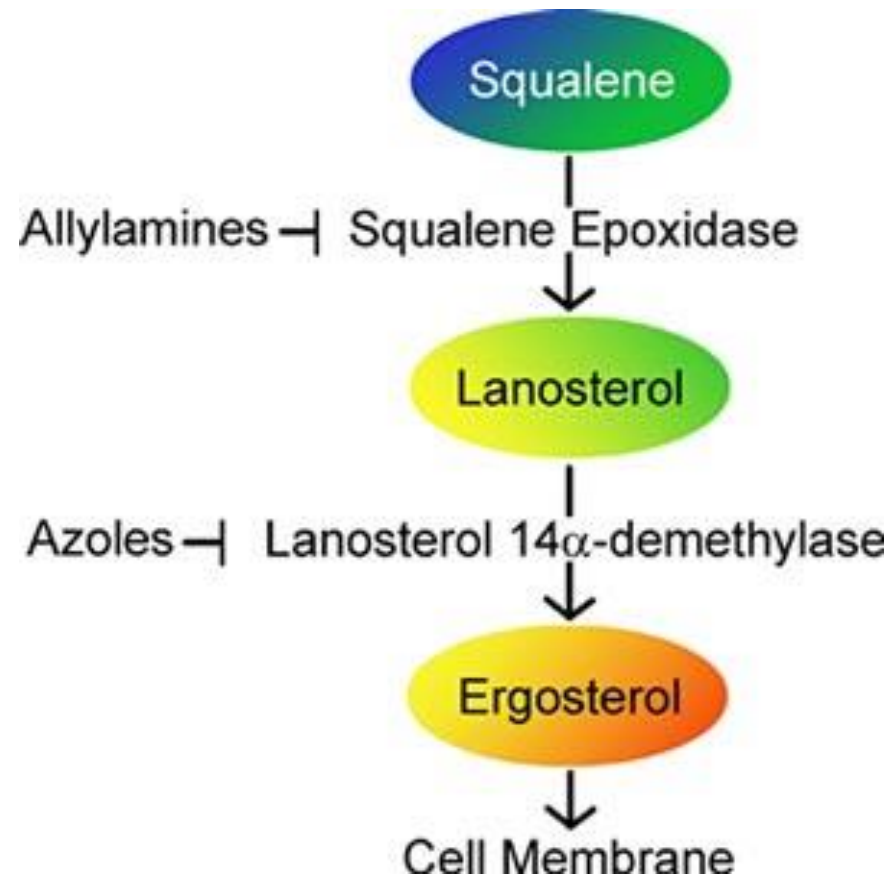 Squalene
Allylamines
Squalene Epoxidase
Lanosterol
Azoles
Lanosterol 14α-demethylase
Ergosterol
Cell Membrane